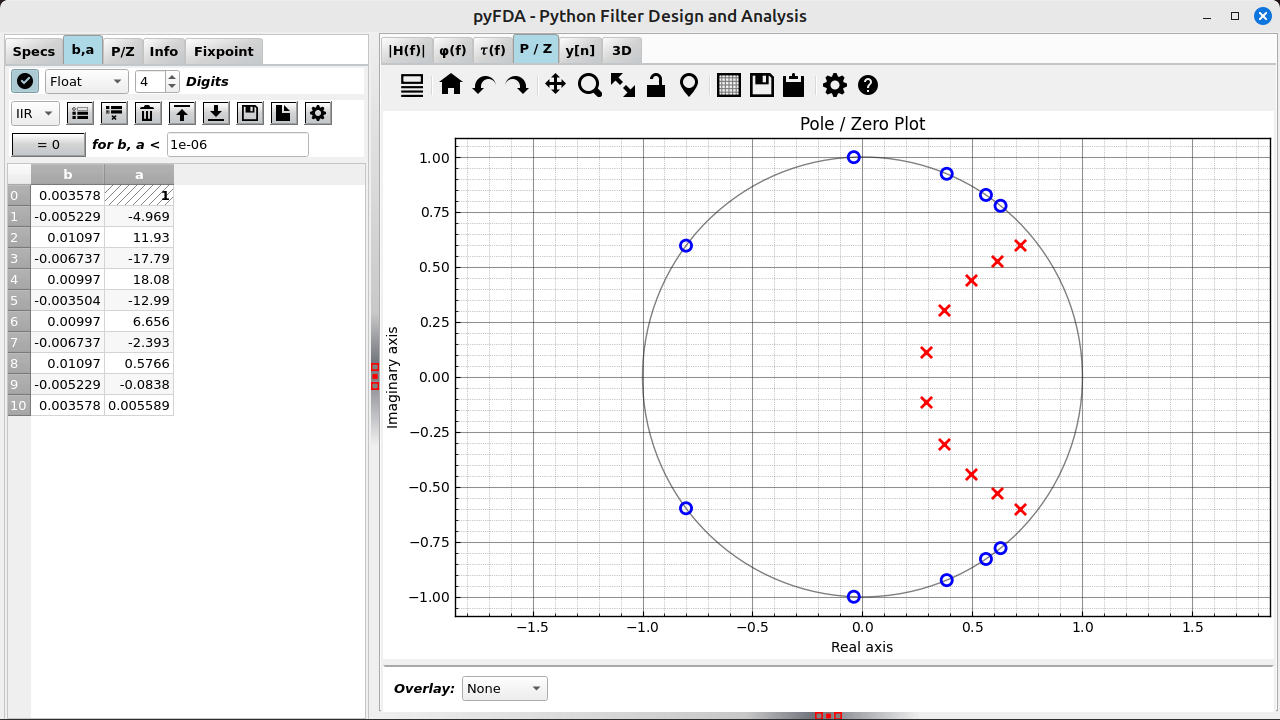 pyFDA - Python Filter Design and Analysis
Specs b,a P/Z Info Fixpoint
Float 4 Digits
IIR
= 0 for b, a < 1e-06
b a
0 0.003578 1
1 -0.005229 -4.969
2 0.01097 11.93
3 -0.006737 -17.79
4 0.00997 18.08
5 -0.003504 -12.99
6 0.00997 6.656
7 -0.006737 -2.393
8 0.01097 0.5766
9 -0.005229 -0.0838
10 0.003578 0.005589
|H(f)| φ(f) τ(f) P / Z y[n] 3D
Pole / Zero Plot
1.00
0.75
0.50
0.25
0.00
−0.25
−0.50
−0.75
−1.00
Imaginary axis
−1.5 −1.0 −0.5 0.0 0.5 1.0 1.5
Real axis
Overlay: None